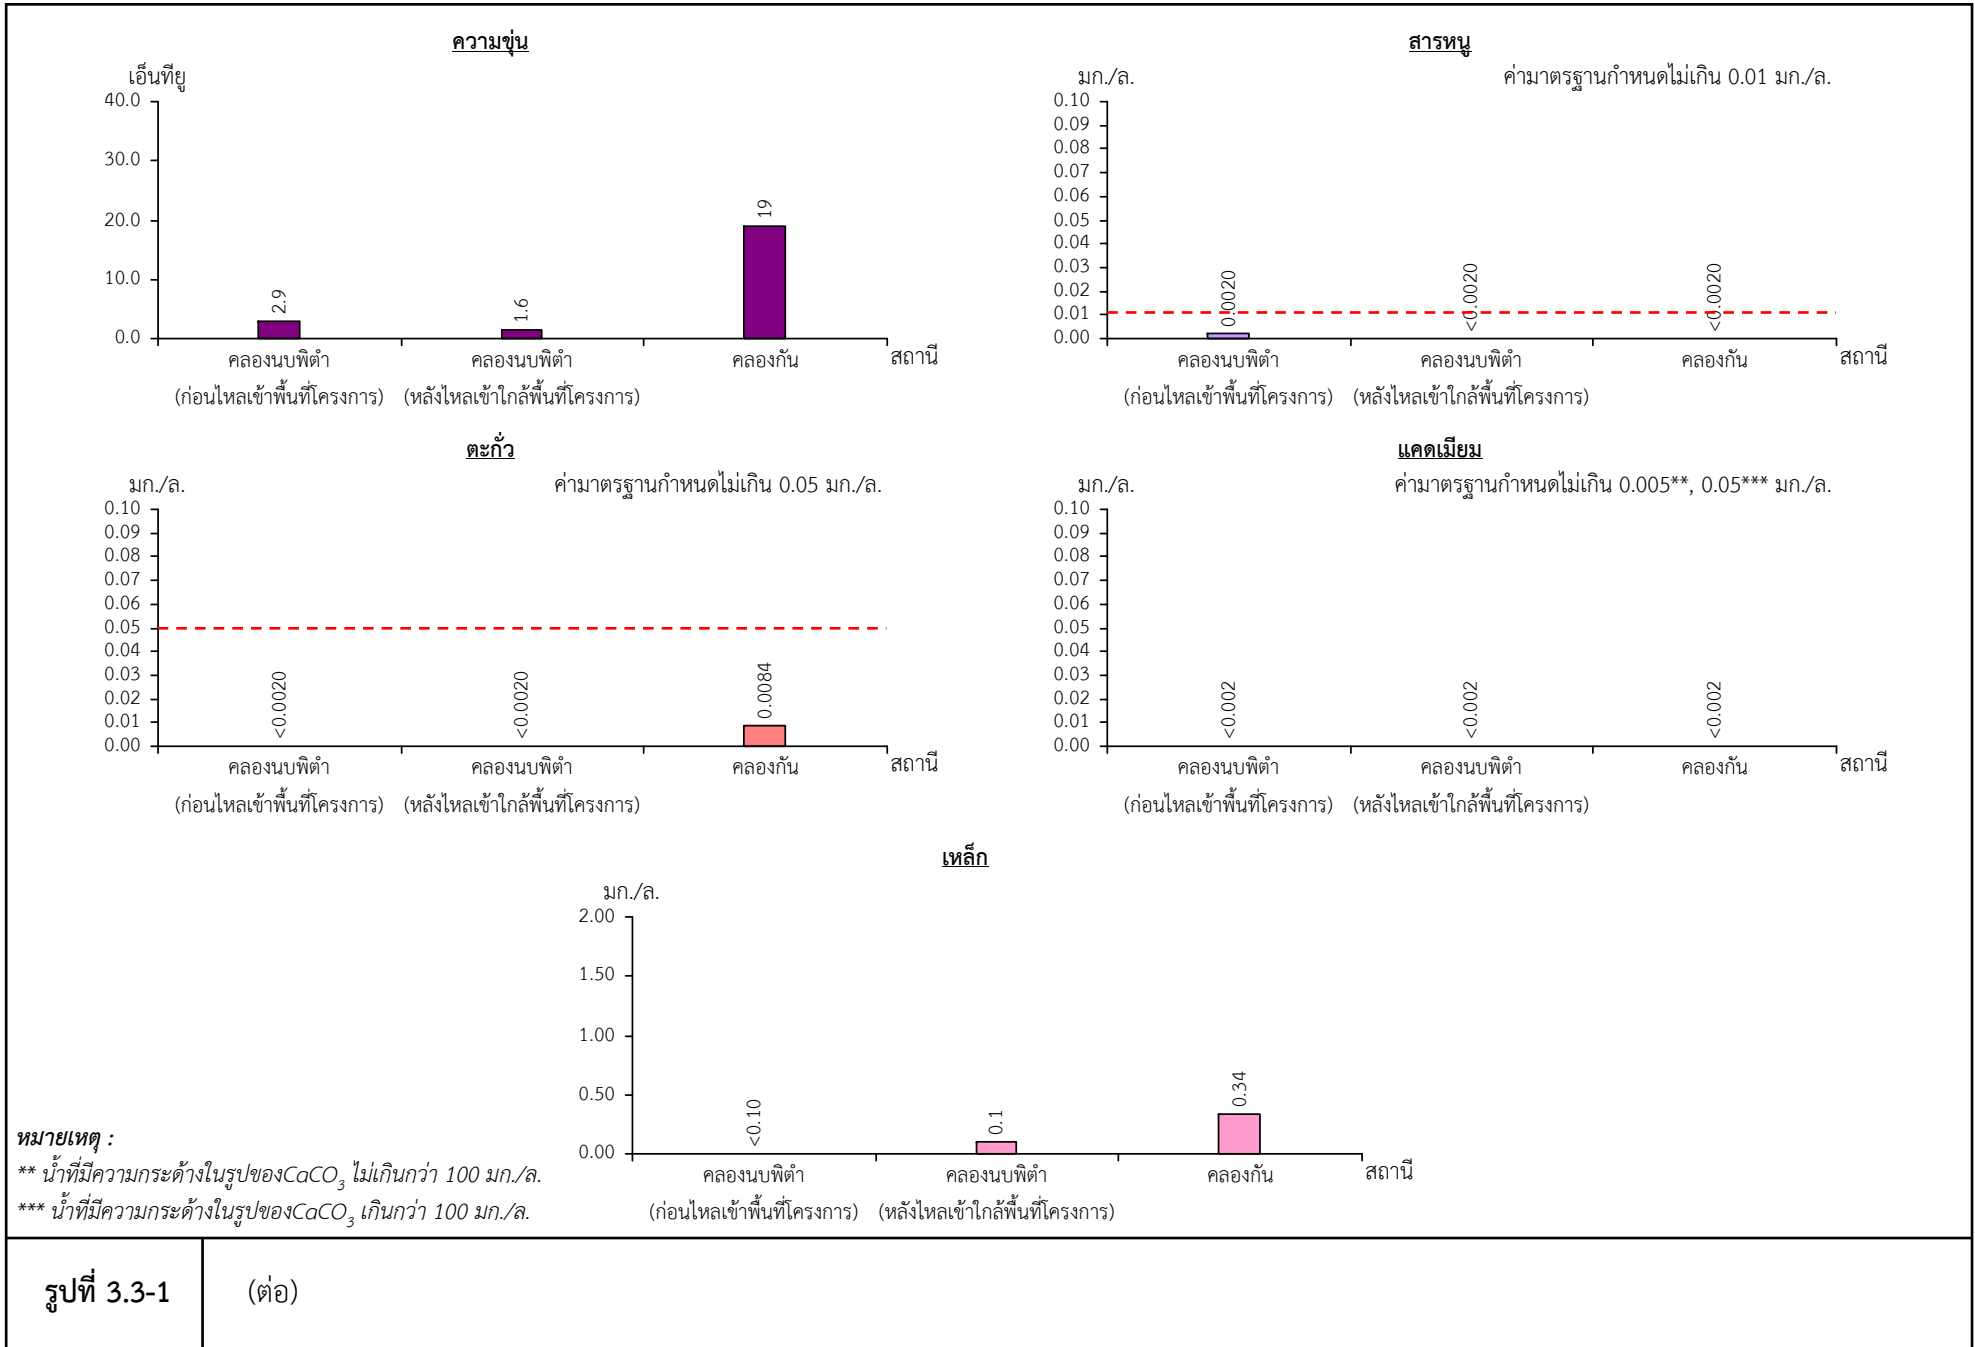 ความขุ่น
เอ็นทียู
40.0
30.0
20.0
10.0
0.0
2.9
1.6
19
คลองนบพิตำ คลองนบพิตำ คลองกัน สถานี
(ก่อนไหลเข้าพื้นที่โครงการ) (หลังไหลเข้าใกล้พื้นที่โครงการ)
สารหนู
มก./ล. ค่ามาตรฐานกำหนดไม่เกิน 0.01 มก./ล.
0.10
0.09
0.08
0.07
0.06
0.05
0.04
0.03
0.02
0.01
0.00
0.0020
<0.0020
<0.0020
คลองนบพิตำ คลองนบพิตำ คลองกัน สถานี
(ก่อนไหลเข้าพื้นที่โครงการ) (หลังไหลเข้าใกล้พื้นที่โครงการ)
ตะกั่ว
มก./ล. ค่ามาตรฐานกำหนดไม่เกิน 0.05 มก./ล.
0.10
0.09
0.08
0.07
0.06
0.05
0.04
0.03
0.02
0.01
0.00
<0.0020
<0.0020
0.0084
คลองนบพิตำ คลองนบพิตำ คลองกัน สถานี
(ก่อนไหลเข้าพื้นที่โครงการ) (หลังไหลเข้าใกล้พื้นที่โครงการ)
แคดเมียม
มก./ล. ค่ามาตรฐานกำหนดไม่เกิน 0.005**, 0.05*** มก./ล.
0.10
0.09
0.08
0.07
0.06
0.05
0.04
0.03
0.02
0.01
0.00
<0.002
<0.002
<0.002
คลองนบพิตำ คลองนบพิตำ คลองกัน สถานี
(ก่อนไหลเข้าพื้นที่โครงการ) (หลังไหลเข้าใกล้พื้นที่โครงการ)
เหล็ก
มก./ล.
2.00
1.50
1.00
0.50
0.00
<0.10
0.1
0.34
คลองนบพิตำ คลองนบพิตำ คลองกัน สถานี
(ก่อนไหลเข้าพื้นที่โครงการ) (หลังไหลเข้าใกล้พื้นที่โครงการ)
หมายเหตุ :
** น้ำที่มีความกระด้างในรูปของCaCO₃ ไม่เกินกว่า 100 มก./ล.
*** น้ำที่มีความกระด้างในรูปของCaCO₃ เกินกว่า 100 มก./ล.
รูปที่ 3.3-1 (ต่อ)